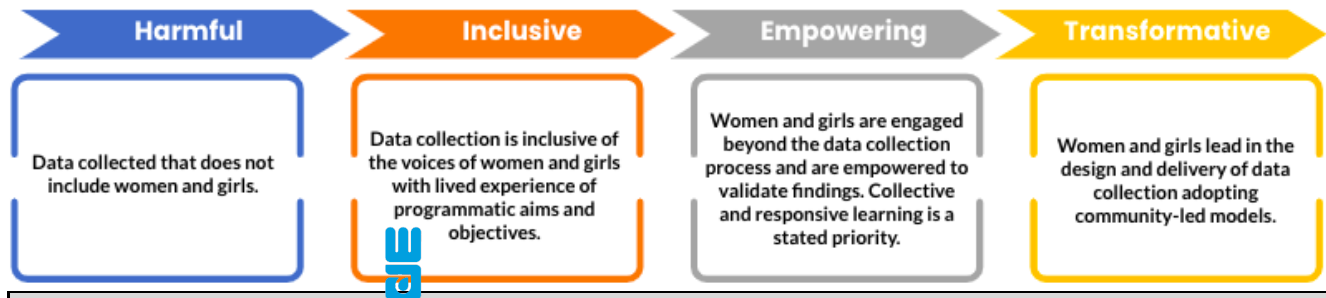 Harmful
Inclusive
Empowering
Transformative
Data collected that does not
include women and girls.
Data collection is inclusive of
the voices of women and girls
with lived experience of
programmatic aims and
objectives.
Women and girls are engaged
beyond the data collection
process and are empowered to
validate findings. Collective
and responsive learning is a
stated priority.
Women and girls lead in the
design and delivery of data
collection adopting
community-led models.